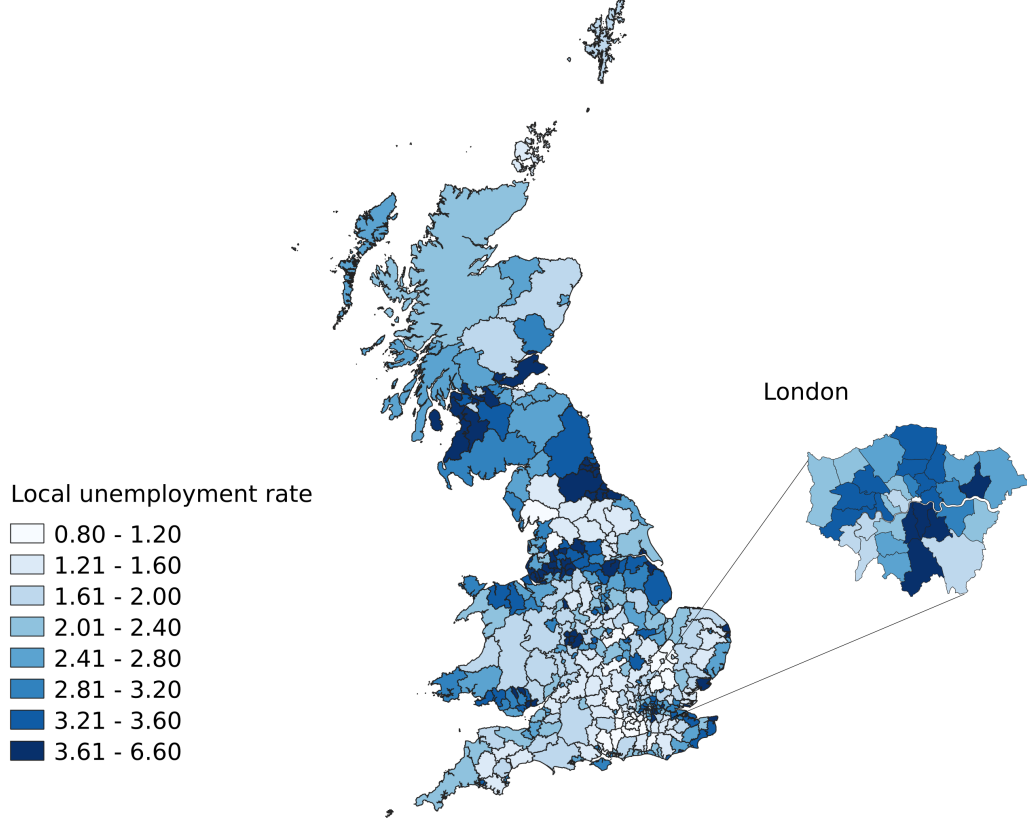 London
Local unemployment rate
0.80 - 1.20
1.21 - 1.60
1.61 - 2.00
2.01 - 2.40
2.41 - 2.80
2.81 - 3.20
3.21 - 3.60
3.61 - 6.60